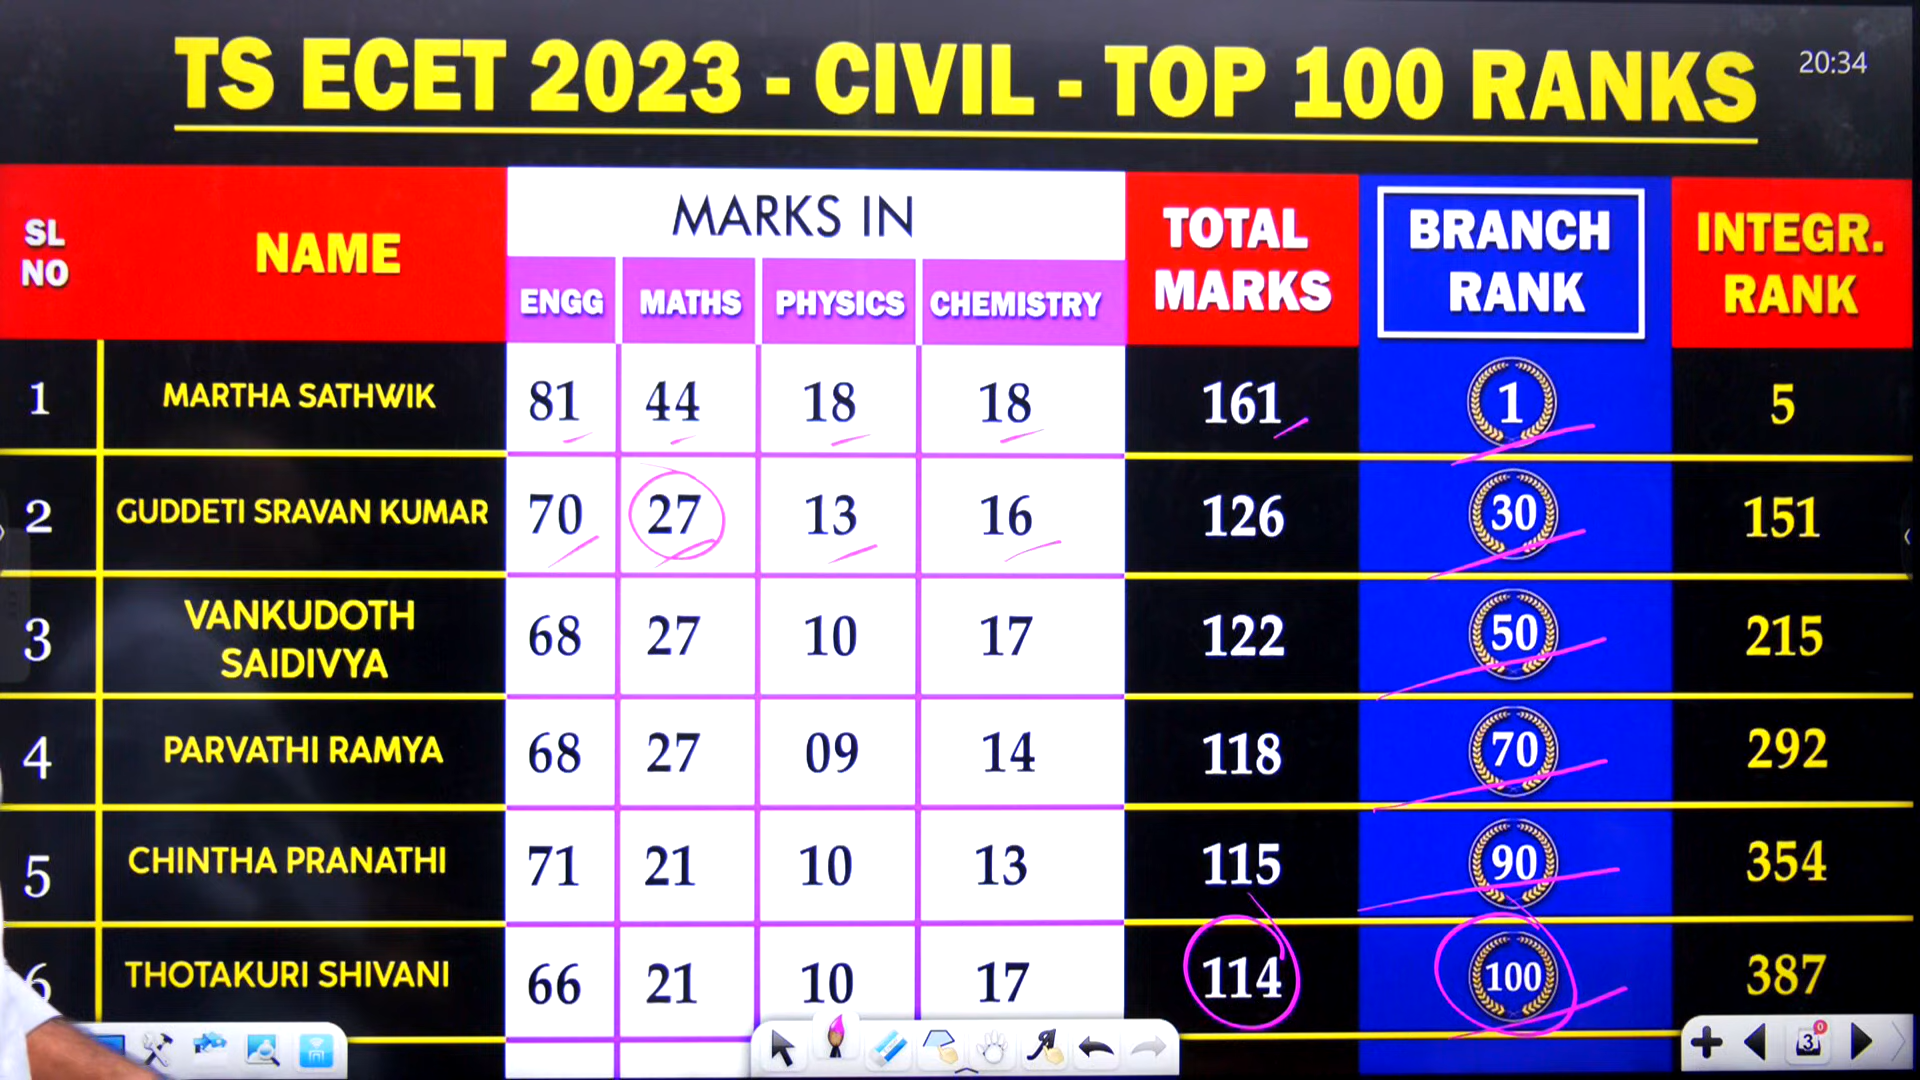 TS ECET 2023 - CIVIL - TOP 100 RANKS
20:34
SL NO NAME MARKS IN TOTAL MARKS BRANCH RANK INTEGR. RANK
ENGG MATHS PHYSICS CHEMISTRY
1 MARTHA SATHWIK 81 44 18 18 161 1 5
2 GUDDETI SRAVAN KUMAR 70 27 13 16 126 30 151
3 VANKUDOTH SAIDIVYA 68 27 10 17 122 50 215
4 PARVATHI RAMYA 68 27 09 14 118 70 292
5 CHINTHA PRANATHI 71 21 10 13 115 90 354
6 THOTAKURI SHIVANI 66 21 10 17 114 100 387
3
0